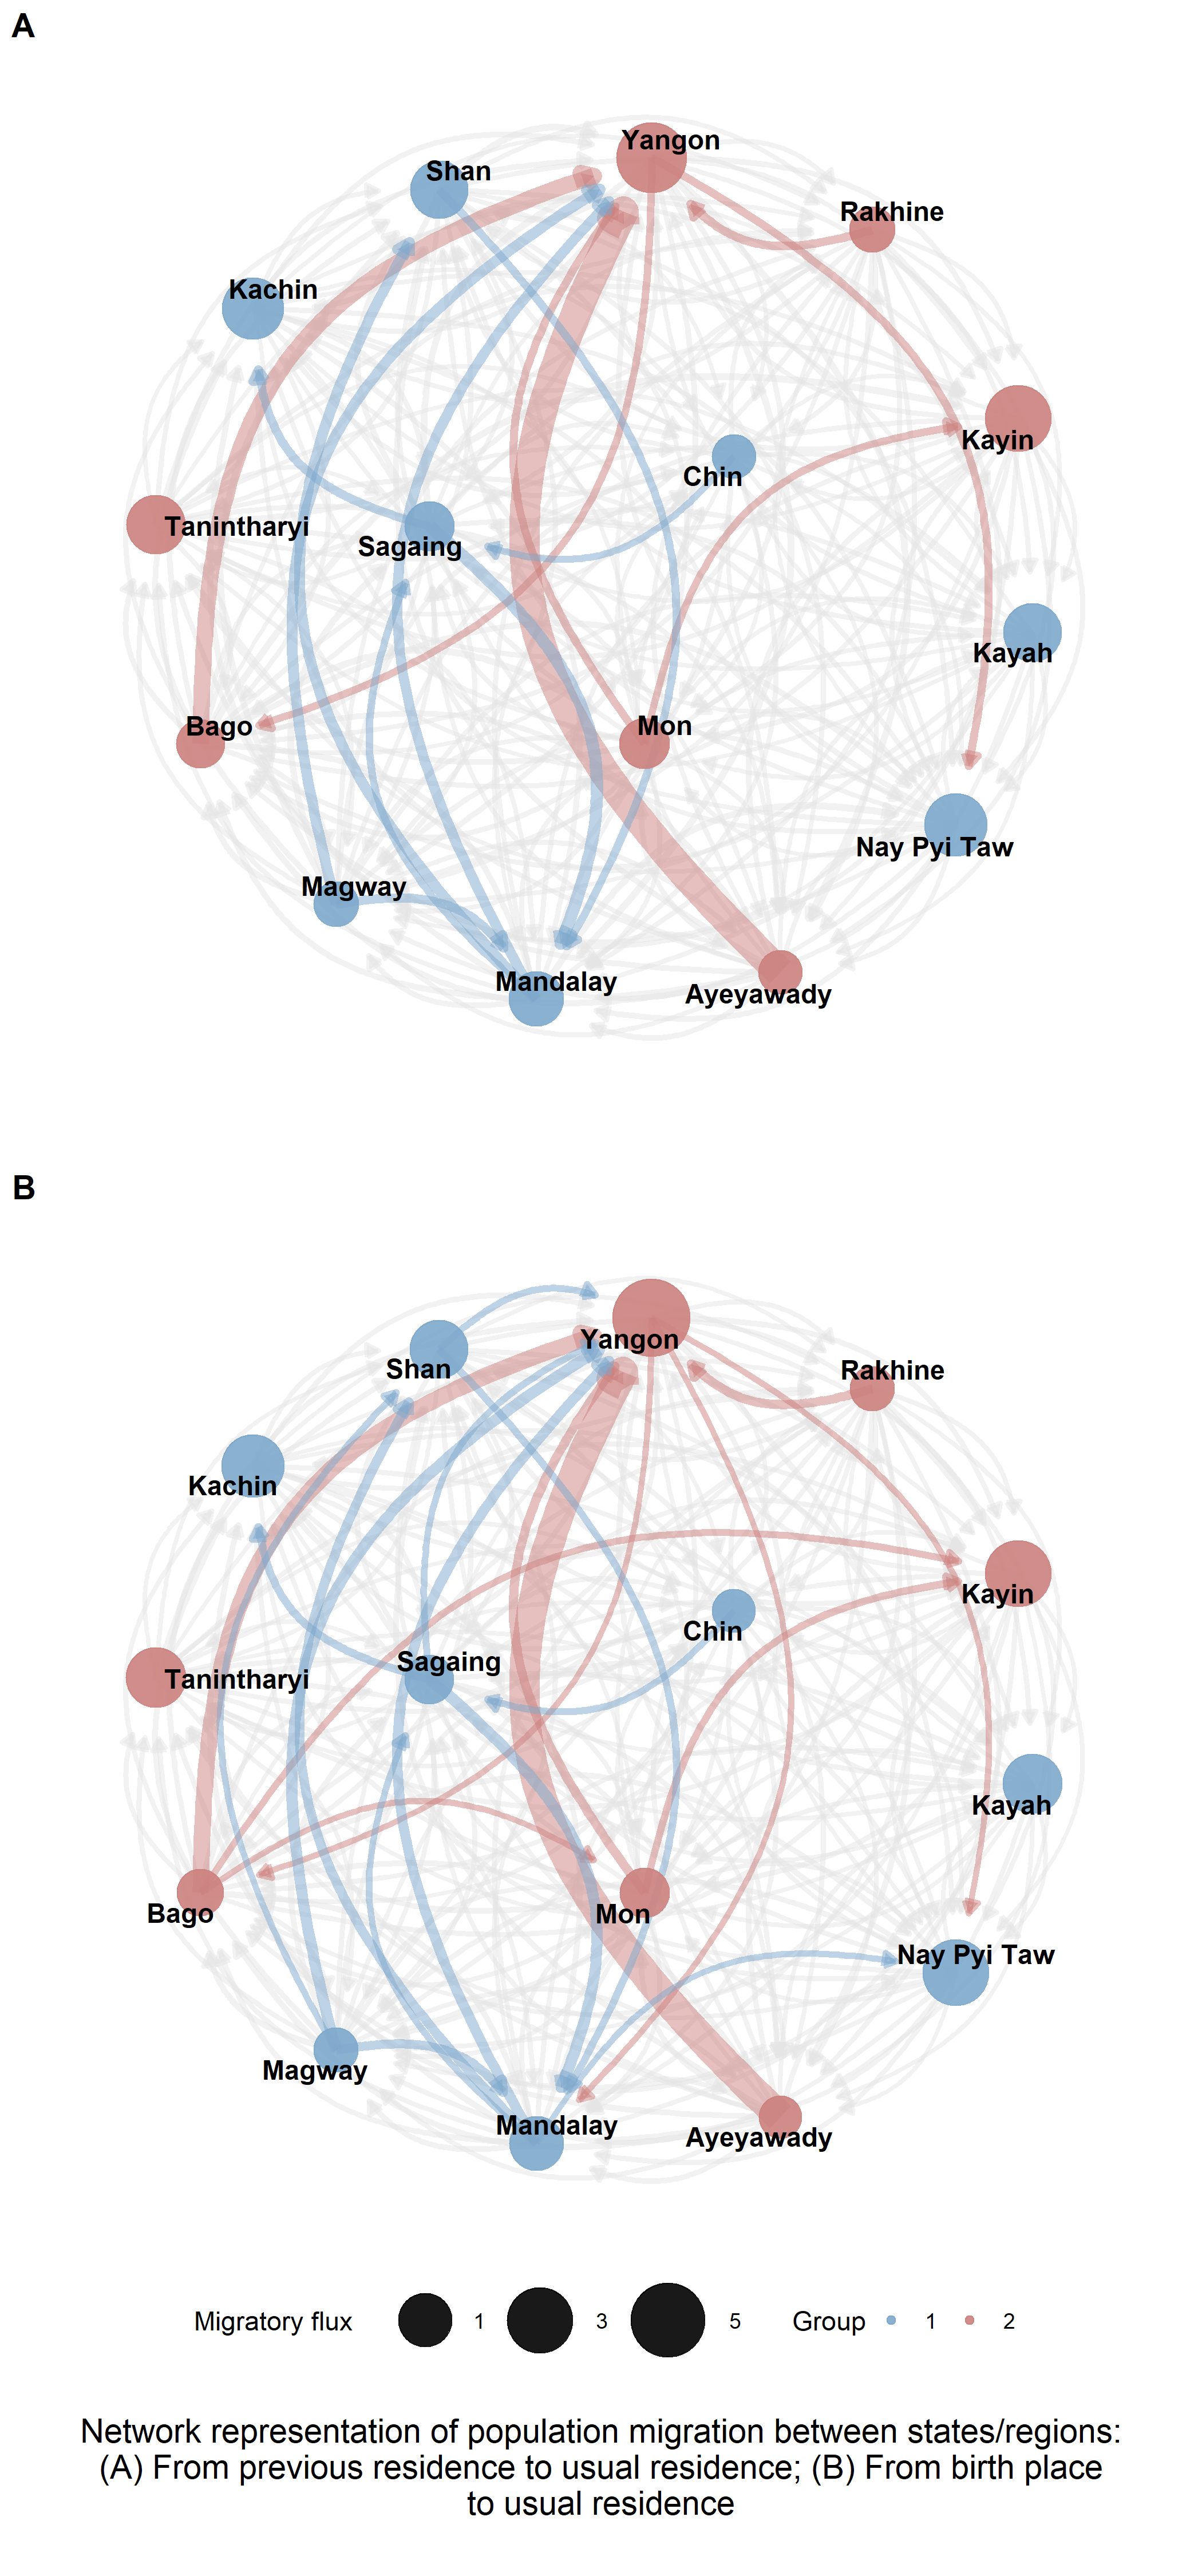 A
Yangon
Shan
Rakhine
Kachin
Kayin
Chin
Tanintharyi
Sagaing
Kayah
Bago
Mon
Nay Pyi Taw
Magway
Mandalay
Ayeyawady
B
Yangon
Shan
Rakhine
Kachin
Kayin
Chin
Sagaing
Tanintharyi
Kayah
Bago
Mon
Nay Pyi Taw
Magway
Mandalay
Ayeyawady
Migratory flux 1 3 5 Group 1 2
Network representation of population migration between states/regions:
(A) From previous residence to usual residence; (B) From birth place
to usual residence